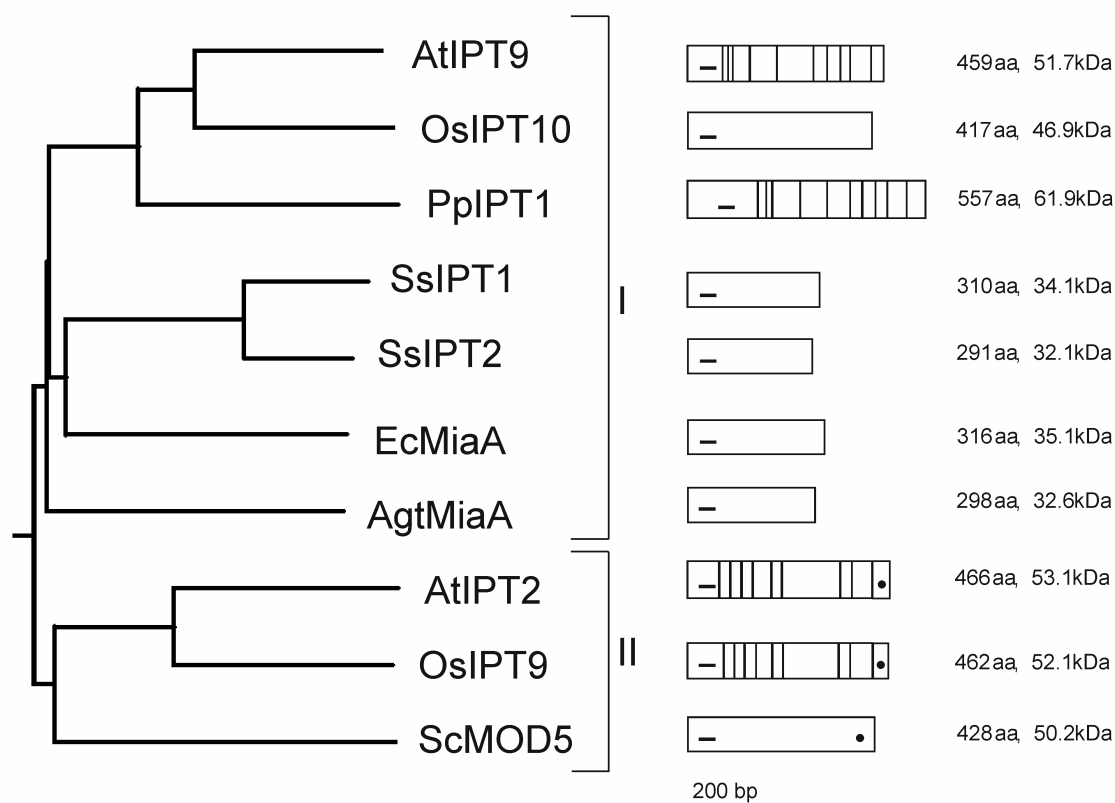 AtIPT9 459aa, 51.7kDa
OsIPT10 417aa, 46.9kDa
PpIPT1 557aa, 61.9kDa
SsIPT1 310aa, 34.1kDa
I
SsIPT2 291aa, 32.1kDa
EcMiaA 316aa, 35.1kDa
AgtMiaA 298aa, 32.6kDa
AtIPT2 466aa, 53.1kDa
II
OsIPT9 462aa, 52.1kDa
ScMOD5 428aa, 50.2kDa
200 bp